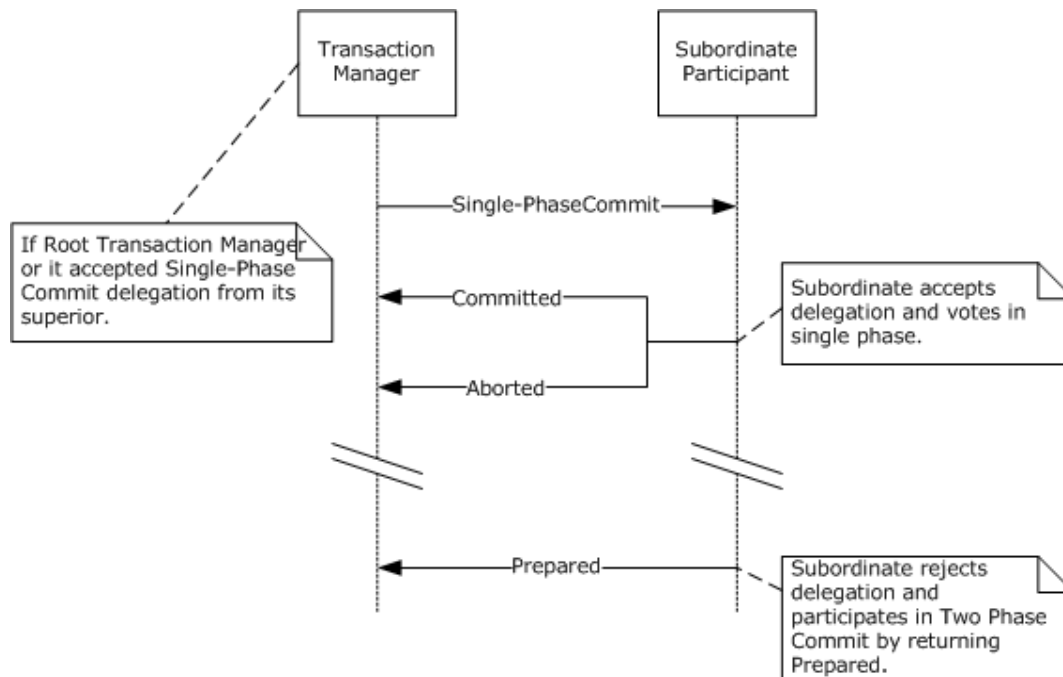 Transaction
Manager
Subordinate
Participant
Single-PhaseCommit
If Root Transaction Manager
or it accepted Single-Phase
Commit delegation from its
superior.
Committed
Subordinate accepts
delegation and votes in
single phase.
Aborted
Prepared
Subordinate rejects
delegation and
participates in Two Phase
Commit by returning
Prepared.